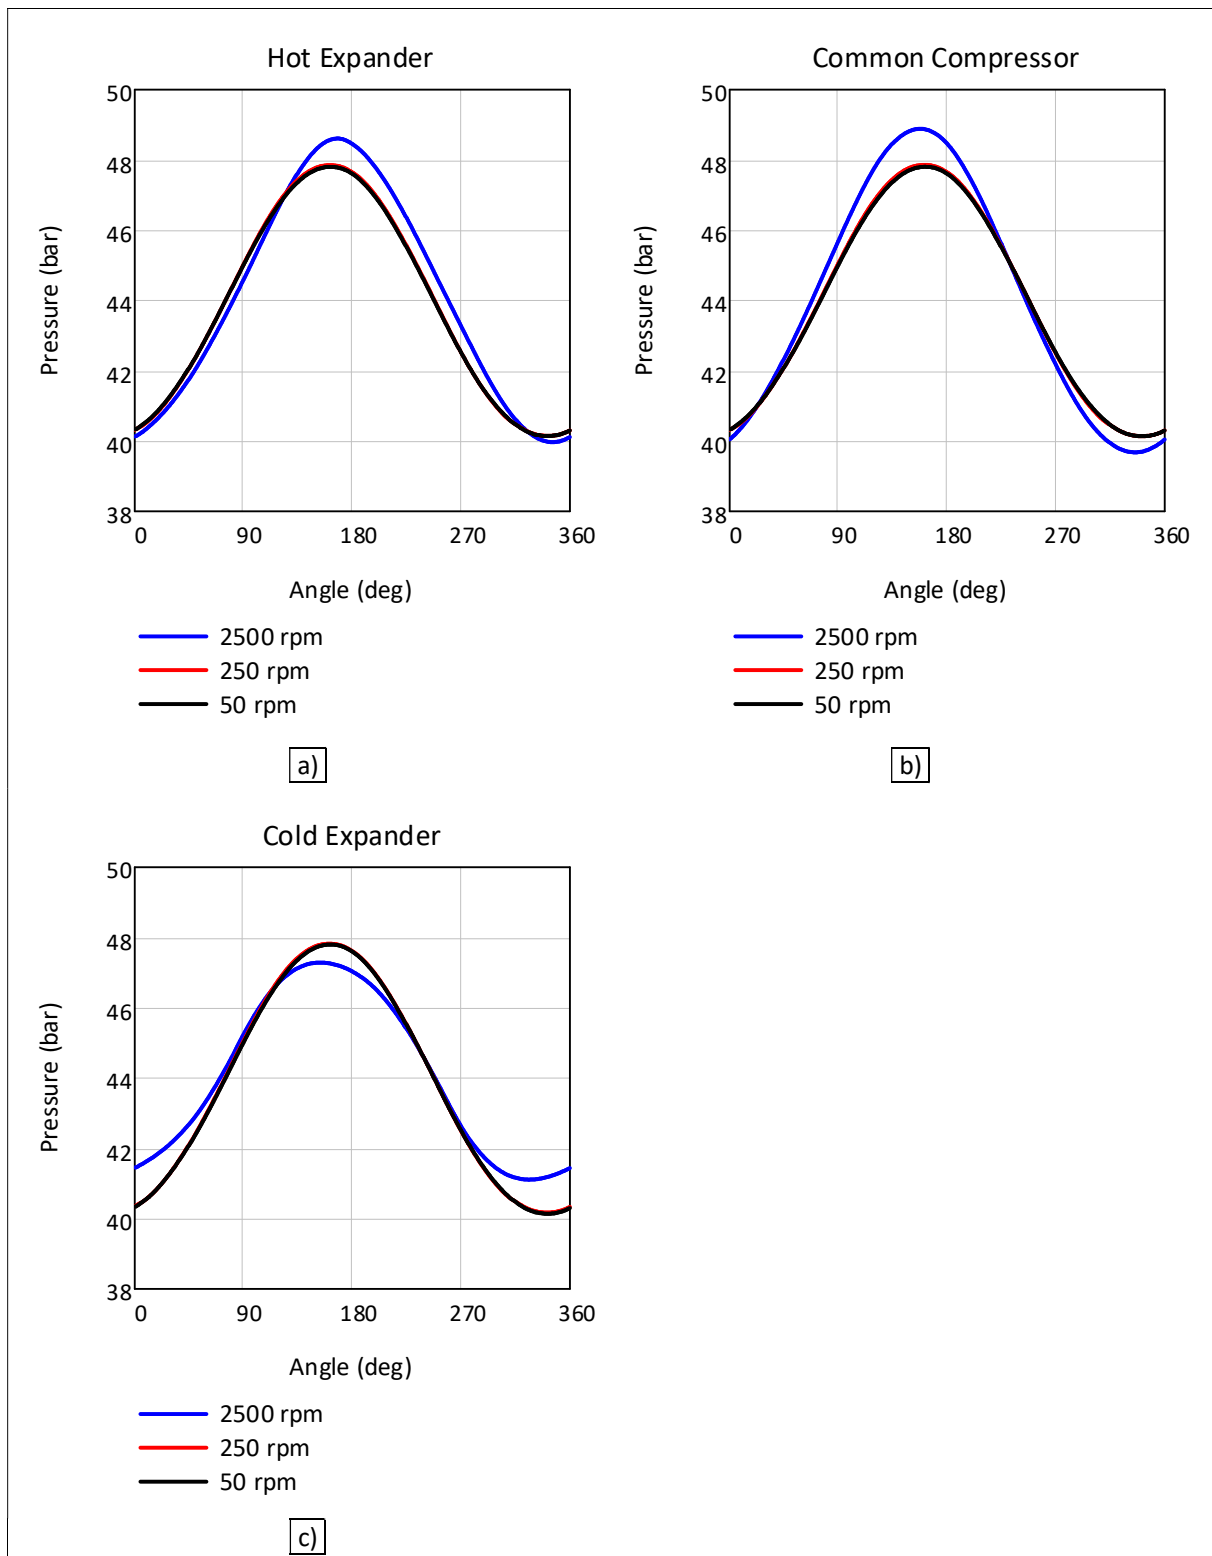 Hot Expander
Pressure (bar)
50
48
46
44
42
40
38
0 90 180 270 360
Angle (deg)
2500 rpm
250 rpm
50 rpm
a)
Common Compressor
Pressure (bar)
50
48
46
44
42
40
38
0 90 180 270 360
Angle (deg)
2500 rpm
250 rpm
50 rpm
b)
Cold Expander
Pressure (bar)
50
48
46
44
42
40
38
0 90 180 270 360
Angle (deg)
2500 rpm
250 rpm
50 rpm
c)